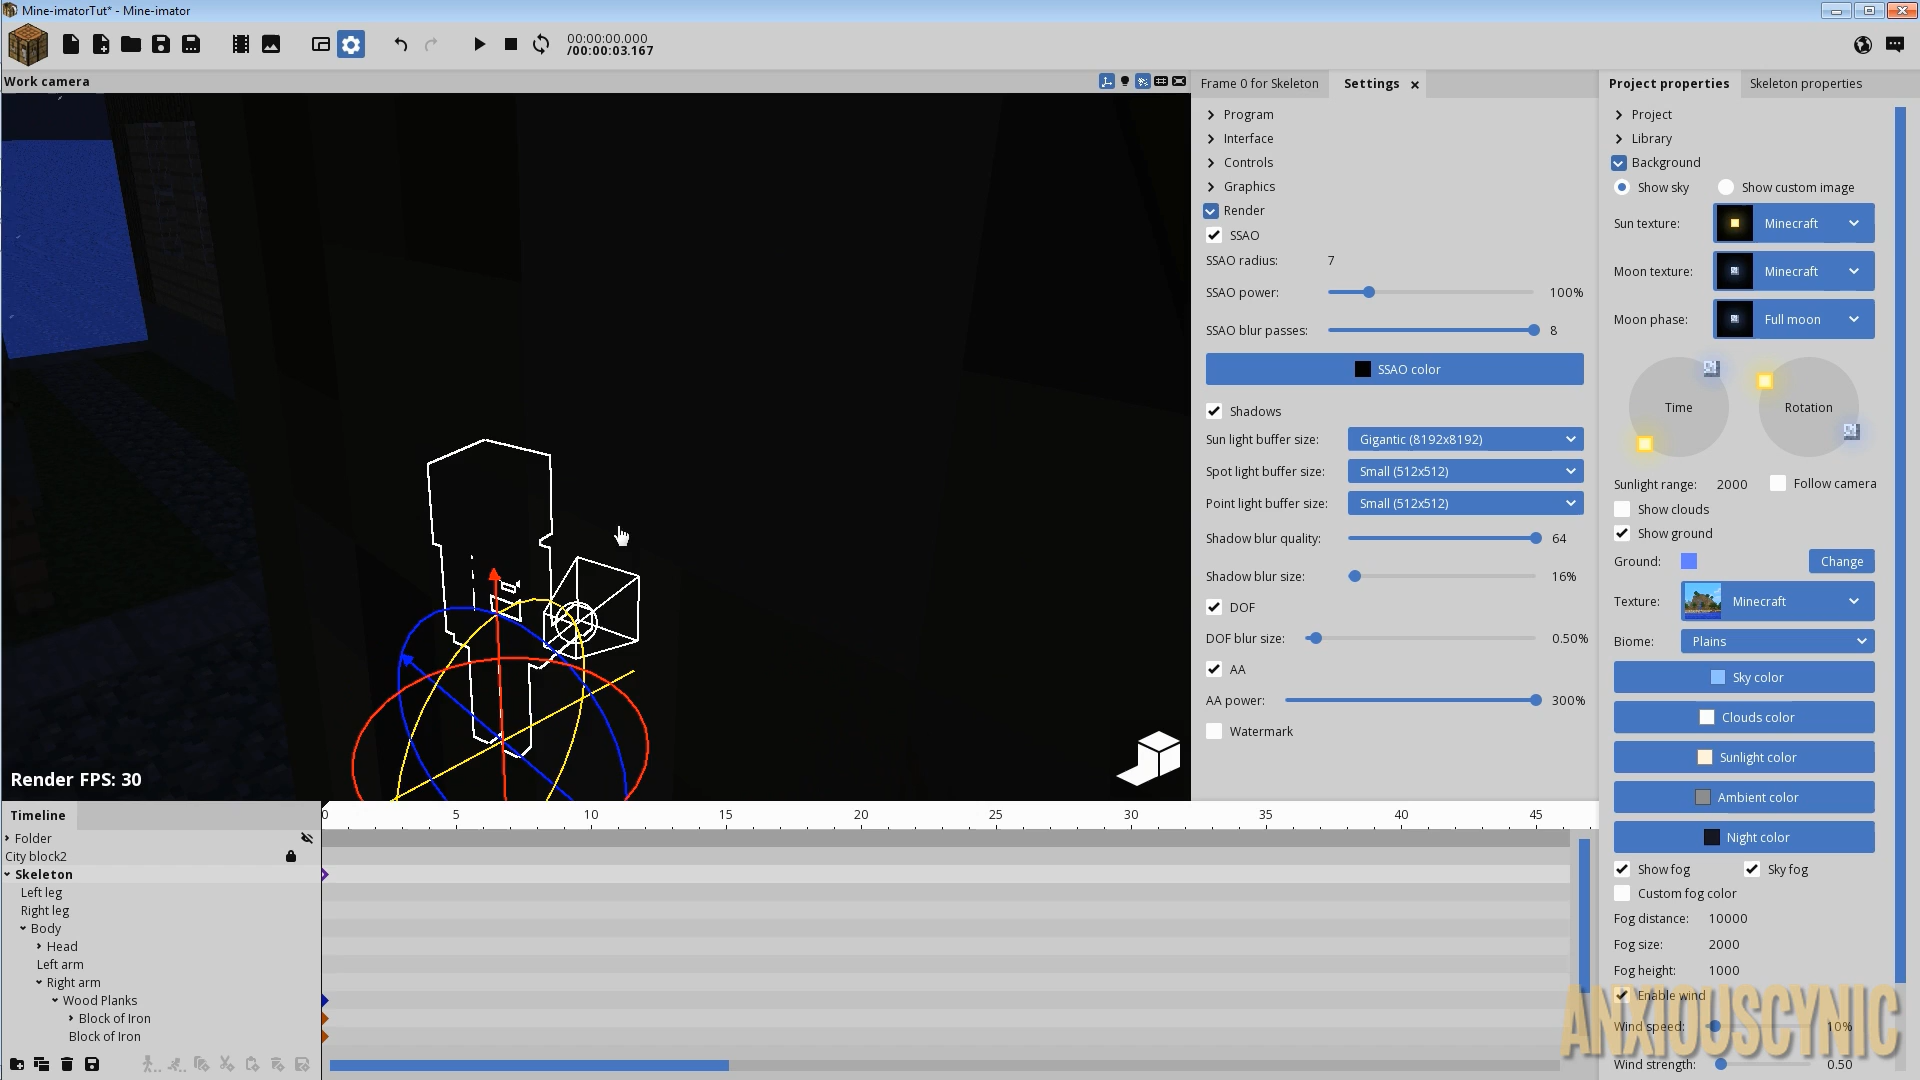 Mine-imatorTut* - Mine-imator
00:00:00.000
/00:00:03.167
Work camera
Render FPS: 30
Frame 0 for Skeleton
Settings
Program
Interface
Controls
Graphics
Render
SSAO
SSAO radius: 7
SSAO power: 100%
SSAO blur passes: 8
SSAO color
Shadows
Sun light buffer size: Gigantic (8192x8192)
Spot light buffer size: Small (512x512)
Point light buffer size: Small (512x512)
Shadow blur quality: 64
Shadow blur size: 16%
DOF
DOF blur size: 0.50%
AA
AA power: 300%
Watermark
Project properties
Skeleton properties
Project
Library
Background
Show sky Show custom image
Sun texture: Minecraft
Moon texture: Minecraft
Moon phase: Full moon
Time Rotation
Sunlight range: 2000 Follow camera
Show clouds
Show ground
Ground: Change
Texture: Minecraft
Biome: Plains
Sky color
Clouds color
Sunlight color
Ambient color
Night color
Show fog Sky fog
Custom fog color
Fog distance: 10000
Fog size: 2000
Fog height: 1000
Enable wind
Wind speed: 10%
Wind strength: 0.50
ANXIOUSCYNIC
Timeline
0 5 10 15 20 25 30 35 40 45
Folder
City block2
Skeleton
Left leg
Right leg
Body
Head
Left arm
Right arm
Wood Planks
Block of Iron
Block of Iron